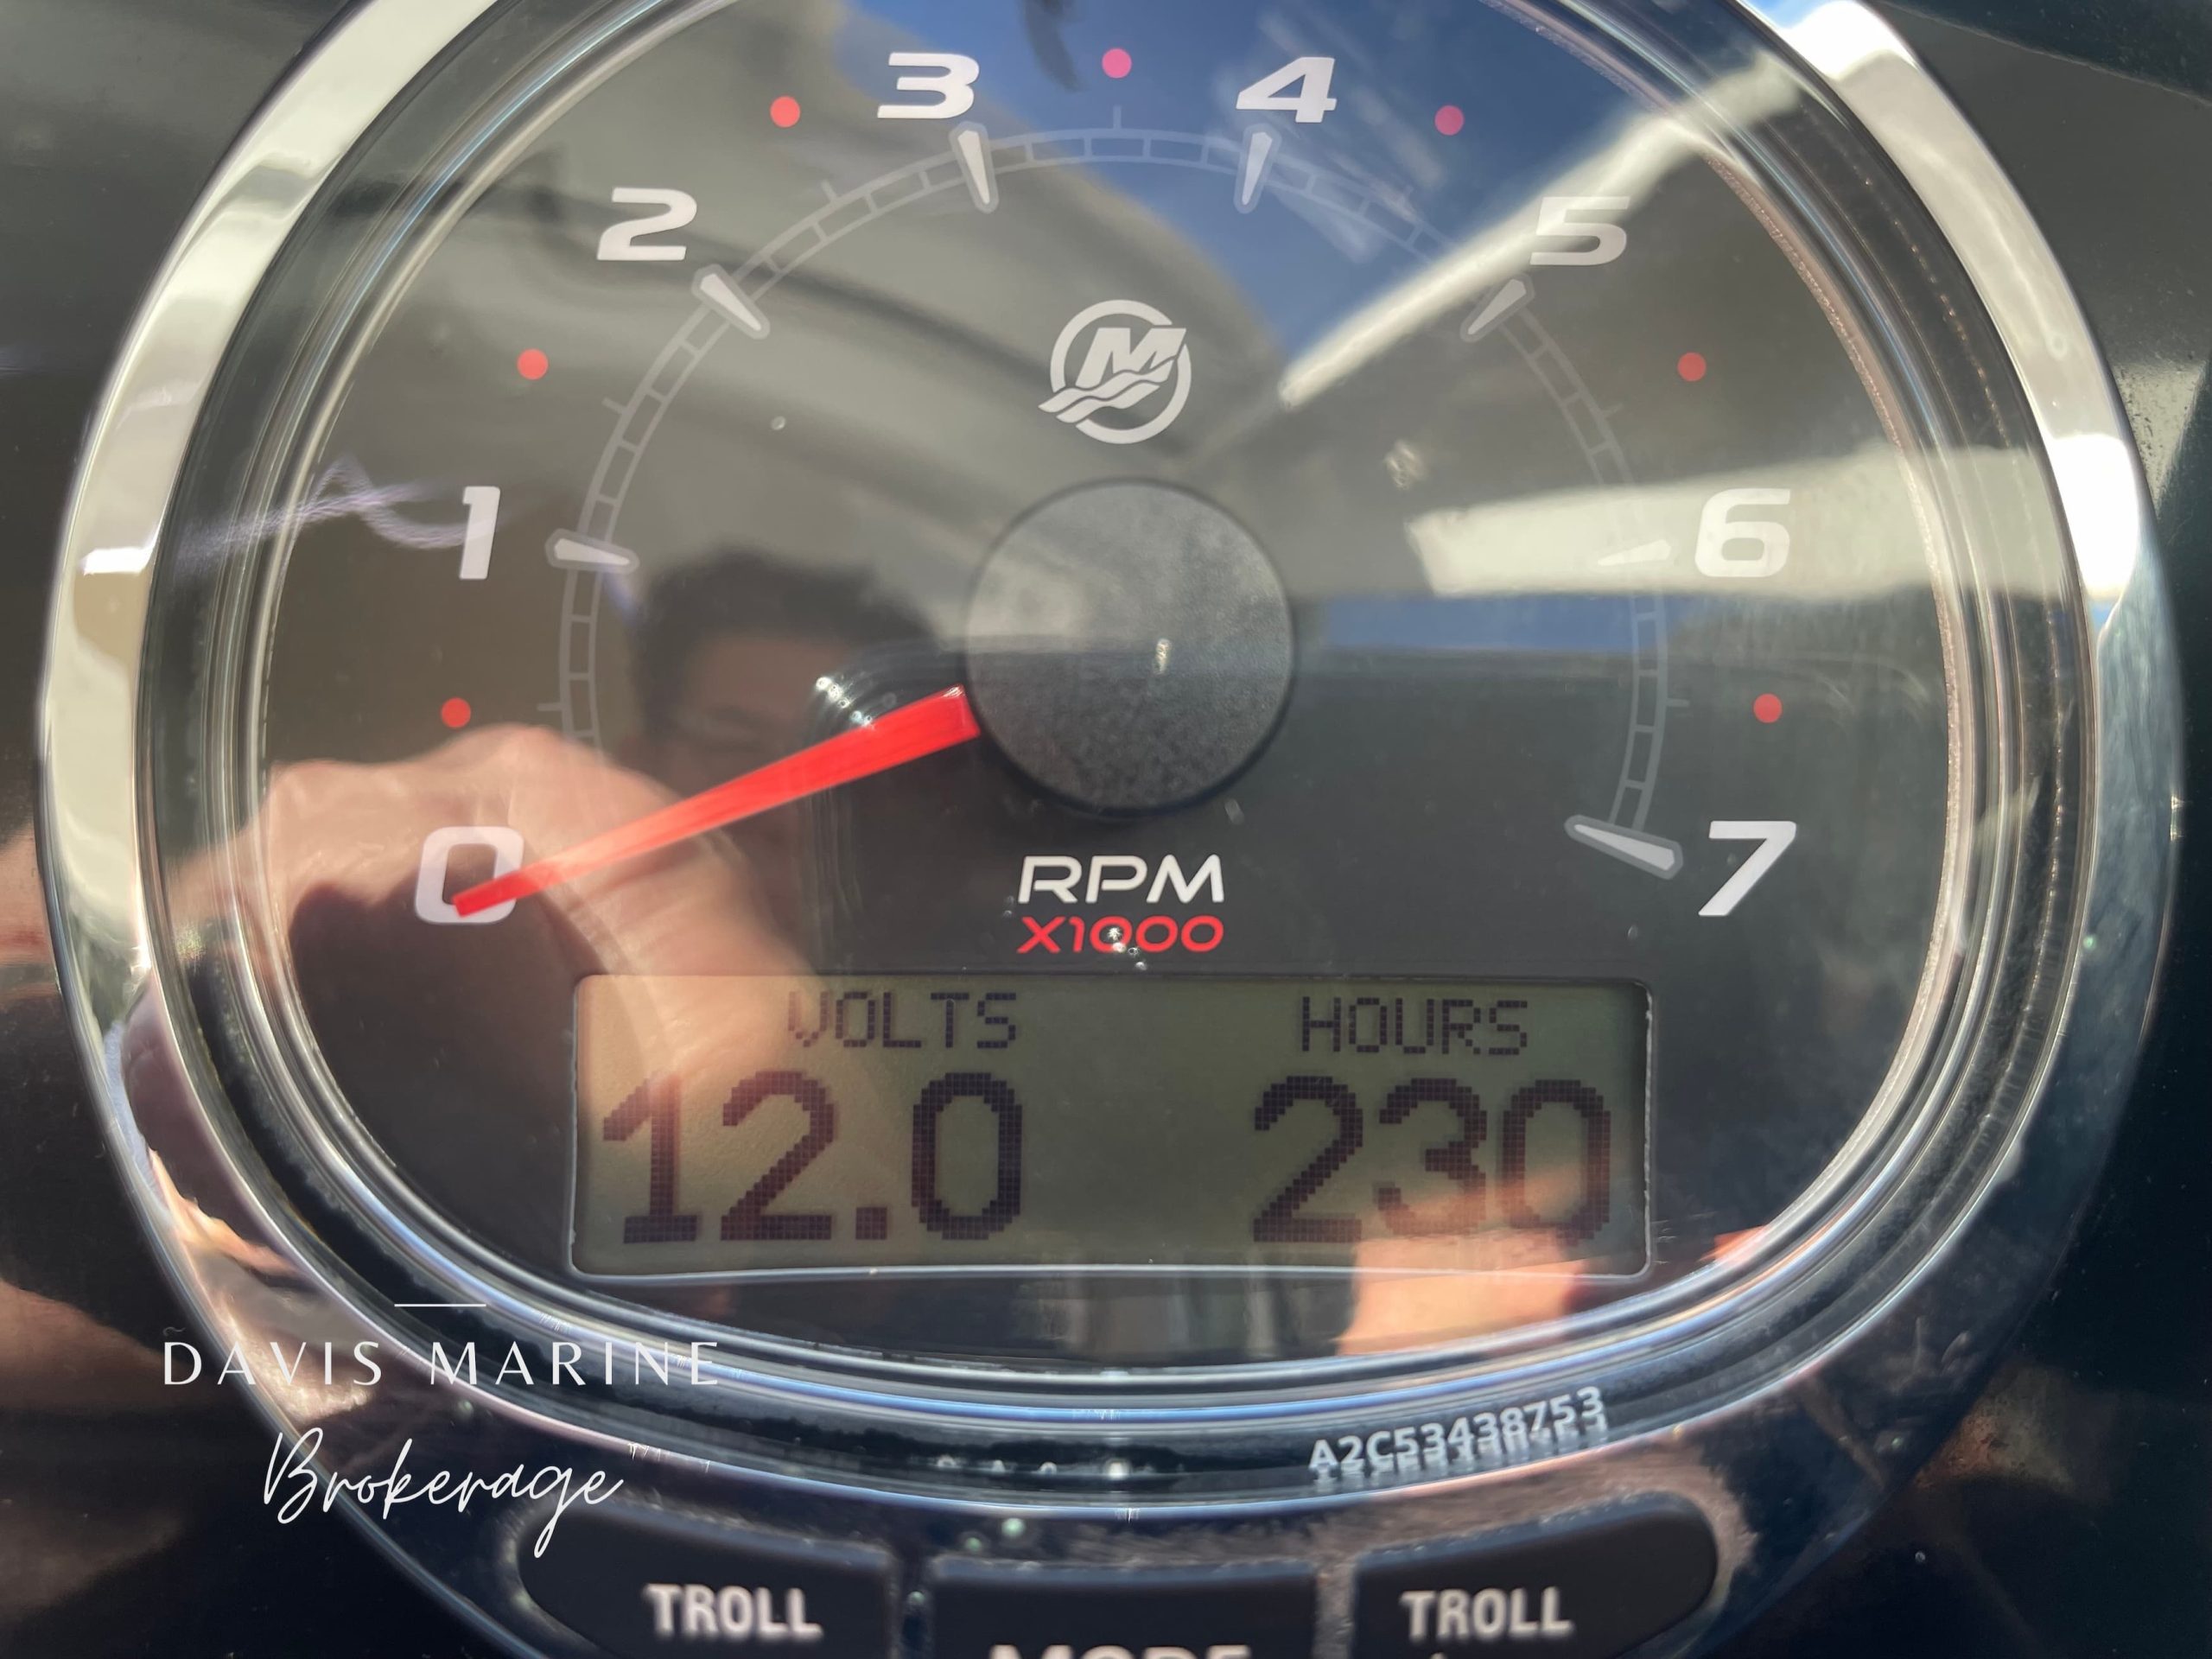 3 4
2 5
1 6
0 7
M
RPM
X1000
VOLTS HOURS
12.0 230
A2C53438753
DAVIS MARINE
Brokerage
TROLL MODE TROLL